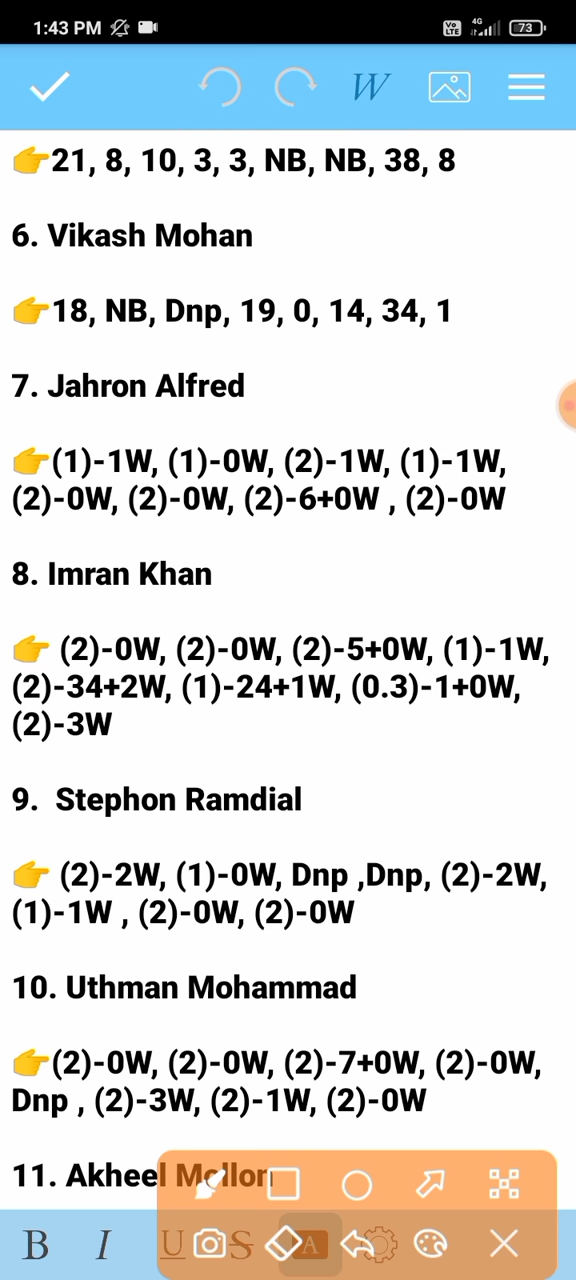 1:43 PM
Vo LTE 4G 73
W
👉21, 8, 10, 3, 3, NB, NB, 38, 8
6. Vikash Mohan
👉18, NB, Dnp, 19, 0, 14, 34, 1
7. Jahron Alfred
👉(1)-1W, (1)-0W, (2)-1W, (1)-1W,
(2)-0W, (2)-0W, (2)-6+0W , (2)-0W
8. Imran Khan
👉 (2)-0W, (2)-0W, (2)-5+0W, (1)-1W,
(2)-34+2W, (1)-24+1W, (0.3)-1+0W,
(2)-3W
9. Stephon Ramdial
👉 (2)-2W, (1)-0W, Dnp ,Dnp, (2)-2W,
(1)-1W , (2)-0W, (2)-0W
10. Uthman Mohammad
👉(2)-0W, (2)-0W, (2)-7+0W, (2)-0W,
Dnp , (2)-3W, (2)-1W, (2)-0W
11. Akheel Mollon
B I U S A